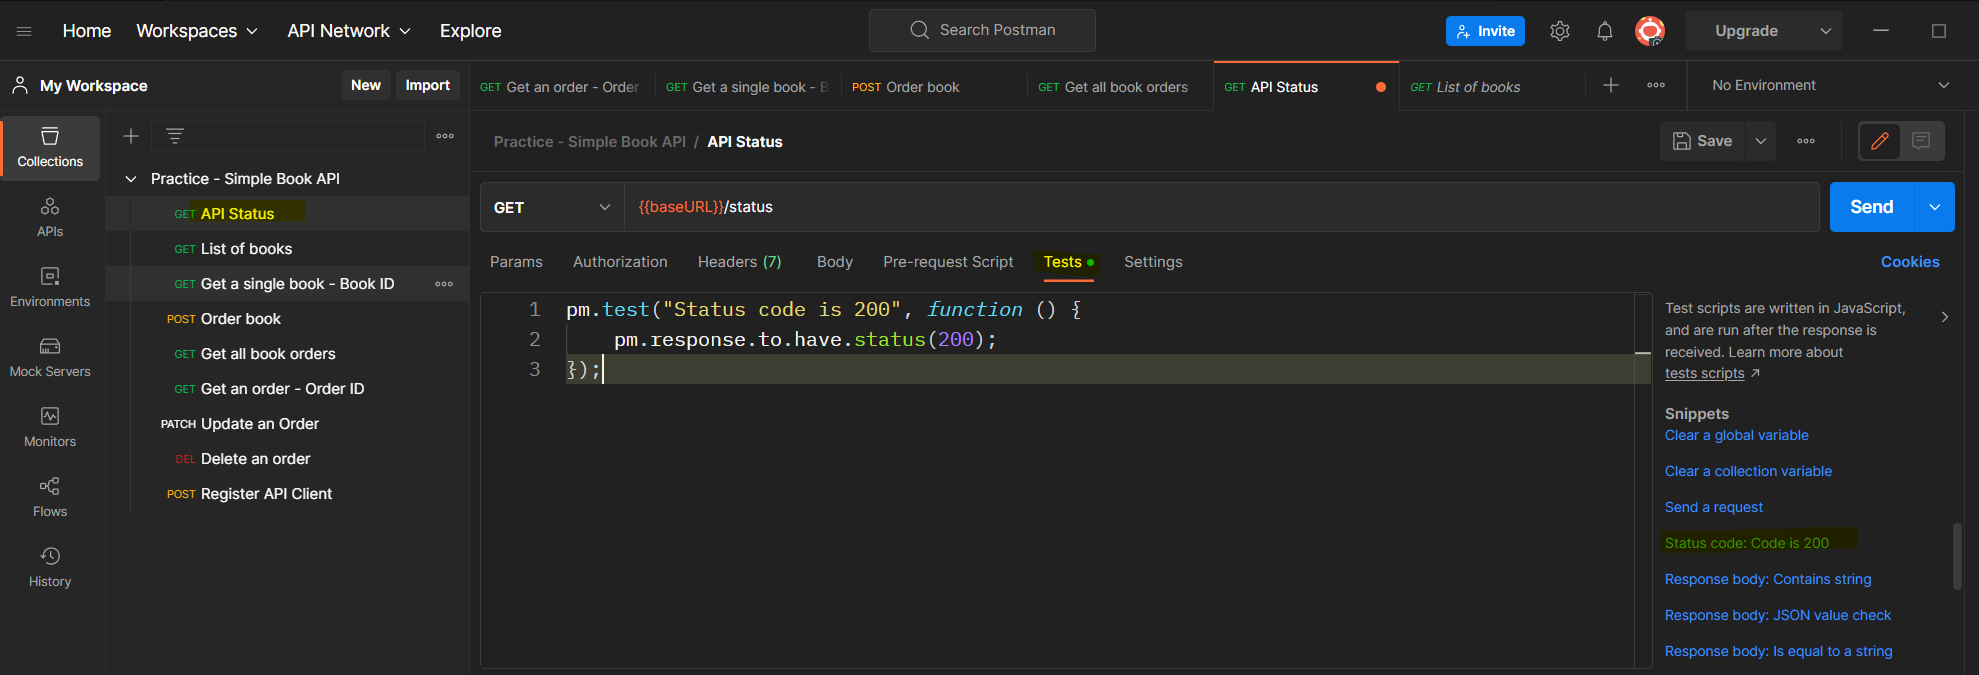 Home Workspaces API Network Explore Search Postman Invite Upgrade
My Workspace New Import
GET Get an order - Order GET Get a single book - B POST Order book GET Get all book orders GET API Status GET List of books No Environment
Collections
APIs
Environments
Mock Servers
Monitors
Flows
History
Practice - Simple Book API
GET API Status
GET List of books
GET Get a single book - Book ID
POST Order book
GET Get all book orders
GET Get an order - Order ID
PATCH Update an Order
DEL Delete an order
POST Register API Client
Practice - Simple Book API / API Status Save
GET {{baseURL}}/status Send
Params Authorization Headers (7) Body Pre-request Script Tests Settings Cookies
1 pm.test("Status code is 200", function () {
2 pm.response.to.have.status(200);
3 });
Test scripts are written in JavaScript,
and are run after the response is
received. Learn more about
tests scripts ↗
Snippets
Clear a global variable
Clear a collection variable
Send a request
Status code: Code is 200
Response body: Contains string
Response body: JSON value check
Response body: Is equal to a string